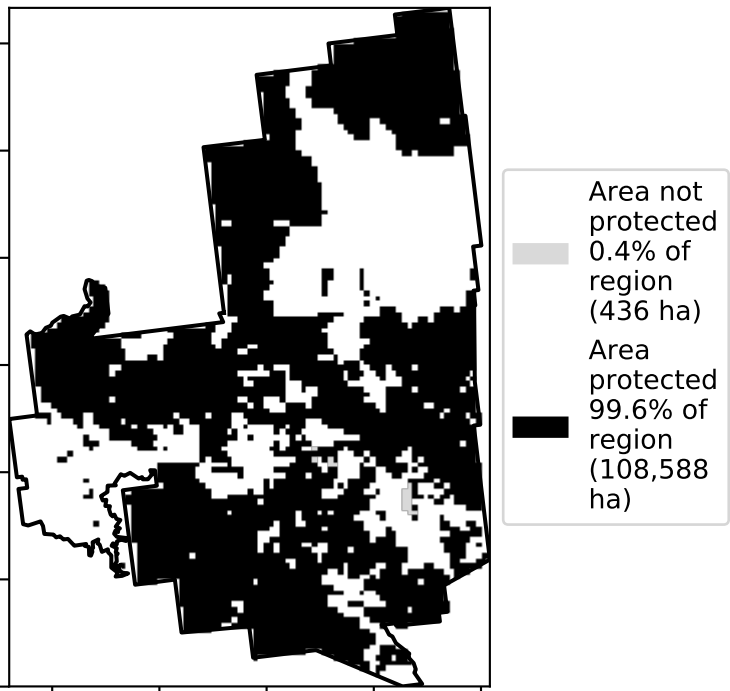 Area not
protected
0.4% of
region
(436 ha)
Area
protected
99.6% of
region
(108,588
ha)